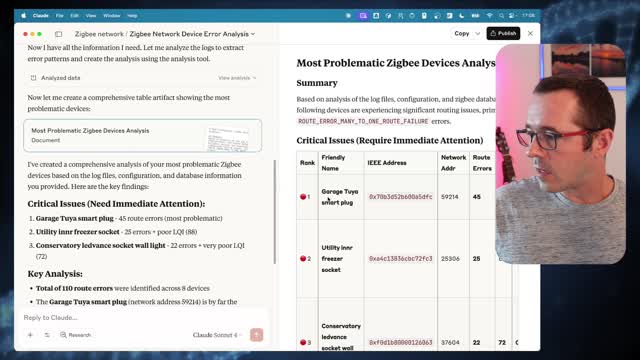 Claude File Edit View Window Help
17:08
Zigbee network / Zigbee Network Device Error Analysis
Copy
Publish
Now I have all the information I need. Let me analyze the logs to extract
error patterns and create the analysis using the analysis tool.
Analyzed data
View analysis
Now let me create a comprehensive table artifact showing the most
problematic devices:
Most Problematic Zigbee Devices Analysis
Document
I've created a comprehensive analysis of your most problematic Zigbee
devices based on the log files, configuration, and database information
you provided. Here are the key findings:
Critical Issues (Need Immediate Attention):
1. Garage Tuya smart plug - 45 route errors (most problematic)
2. Utility innr freezer socket - 25 errors + poor LQI (88)
3. Conservatory ledvance socket wall light - 22 errors + very poor LQI
(72)
Key Analysis:
• Total of 110 route errors were identified across 8 devices
• The Garage Tuya smart plug (network address 59214) is by far the
Reply to Claude...
Research
Claude Sonnet 4
Most Problematic Zigbee Devices Analys
Summary
Based on analysis of the log files, configuration, and zigbee databas
following devices are experiencing significant routing issues, prim
ROUTE_ERROR_MANY_TO_ONE_ROUTE_FAILURE errors.
Critical Issues (Require Immediate Attention)
Rank
Friendly
Name
IEEE Address
Network
Addr
Route
Errors
1
Garage Tuya
smart plug
0x70b3d52b600a5dfc
59214
45
2
Utility innr
freezer
socket
0xa4c13836cbc72fc3
25306
25
3
Conservatory
ledvance
socket wall
0xf0d1b80000126063
37604
22
72